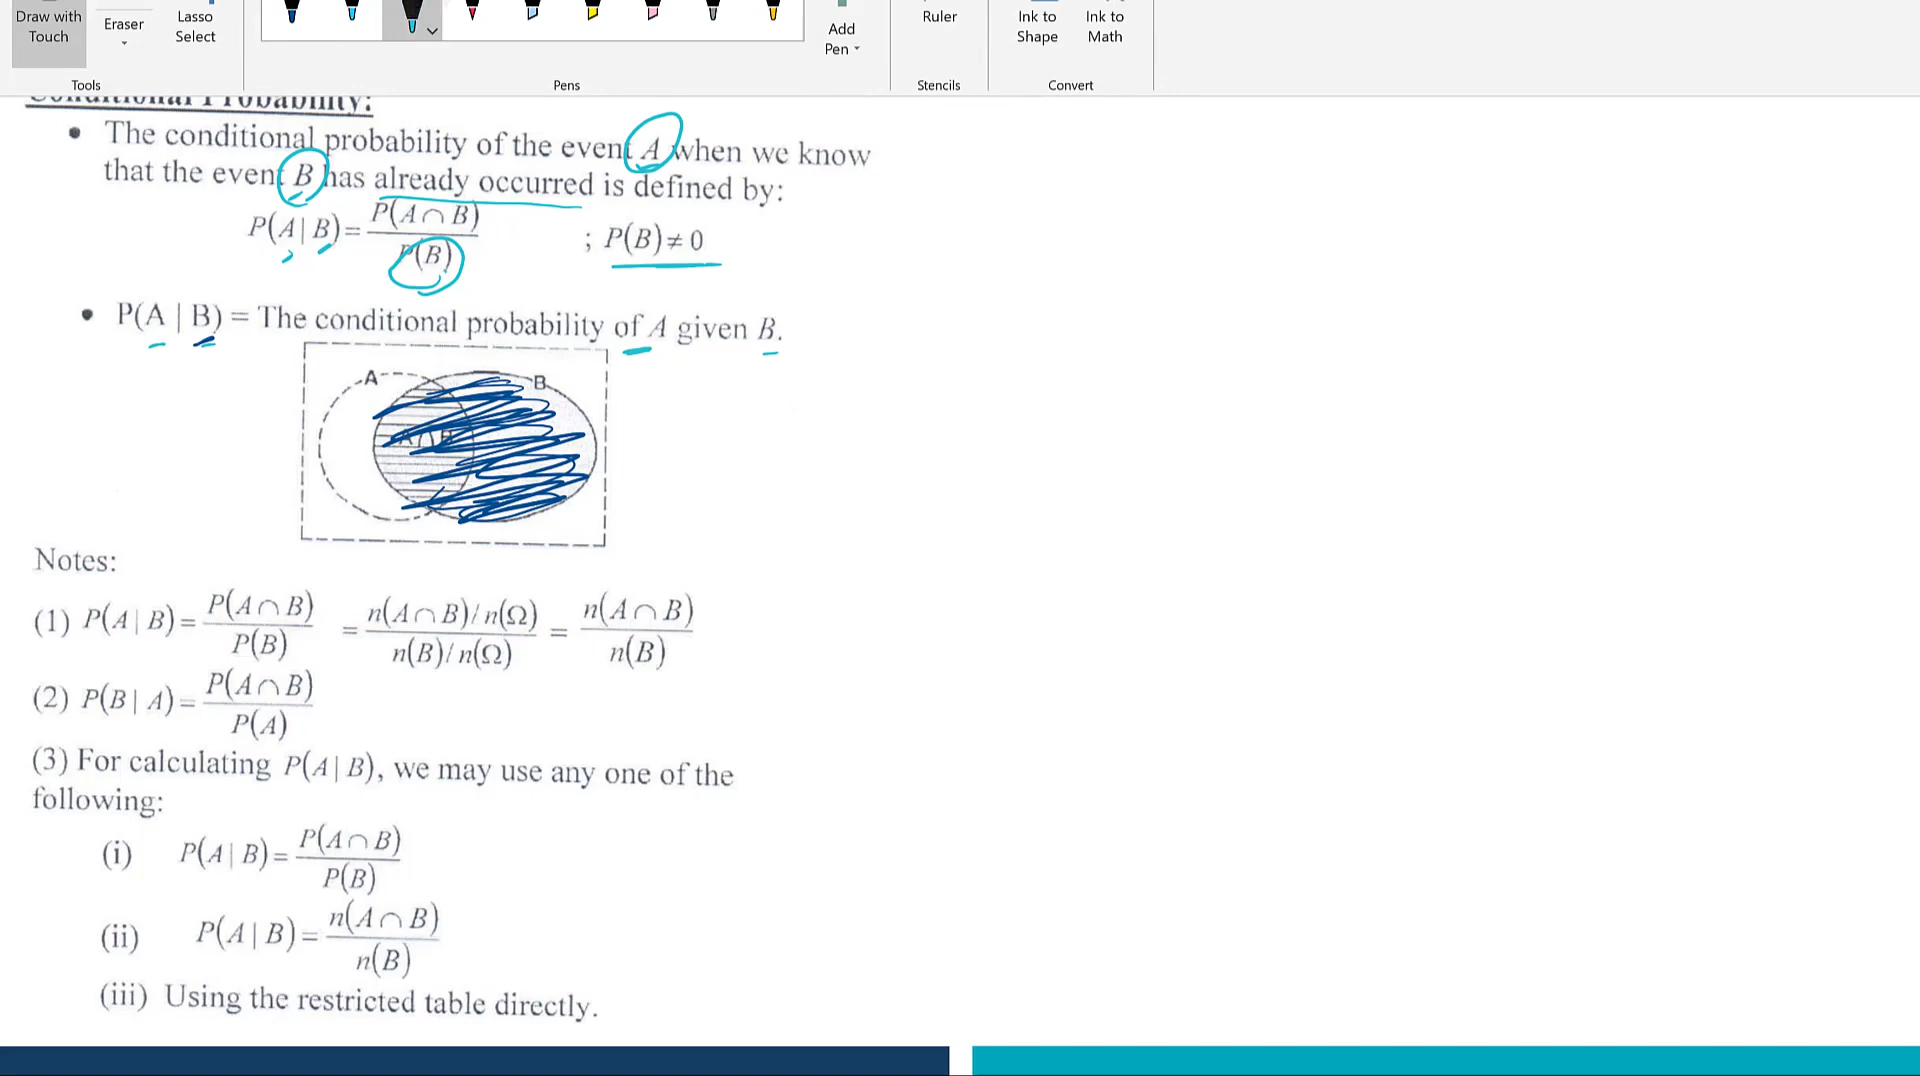 Draw with Touch
Eraser
Lasso Select
Add Pen
Ruler
Ink to Shape
Ink to Math
Tools
Pens
Stencils
Convert
Conditional Probability:
• The conditional probability of the event A when we know
that the event B has already occurred is defined by:
P(A | B) = P(A∩B) / P(B) ; P(B) ≠ 0
• P(A | B) = The conditional probability of A given B.
A
B
A∩B
Notes:
(1) P(A | B) = P(A∩B) / P(B) = n(A∩B)/n(Ω) / n(B)/n(Ω) = n(A∩B) / n(B)
(2) P(B | A) = P(A∩B) / P(A)
(3) For calculating P(A | B), we may use any one of the
following:
(i) P(A | B) = P(A∩B) / P(B)
(ii) P(A | B) = n(A∩B) / n(B)
(iii) Using the restricted table directly.